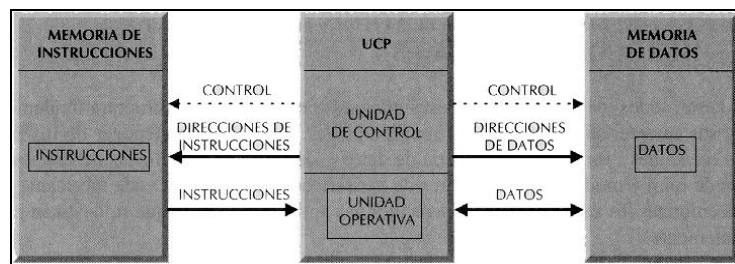 MEMORIA DE
INSTRUCCIONES
INSTRUCCIONES
CONTROL
DIRECCIONES DE
INSTRUCCIONES
INSTRUCCIONES
UCP
UNIDAD
DE CONTROL
UNIDAD
OPERATIVA
CONTROL
DIRECCIONES
DE DATOS
DATOS
MEMORIA
DE DATOS
DATOS